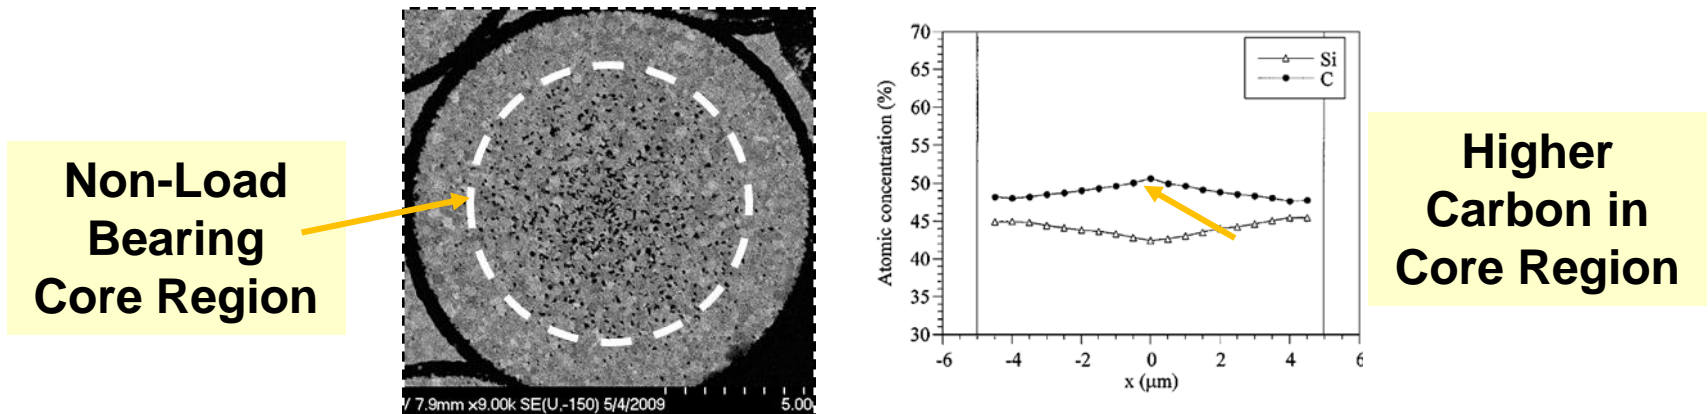 Non-Load
Bearing
Core Region
/ 7.9mm x9.00k SE(U,-150) 5/4/2009
5.00
70
65
60
55
50
45
40
35
30
Atomic concentration (%)
Si
C
-6
-4
-2
0
2
4
6
x (μm)
Higher
Carbon in
Core Region